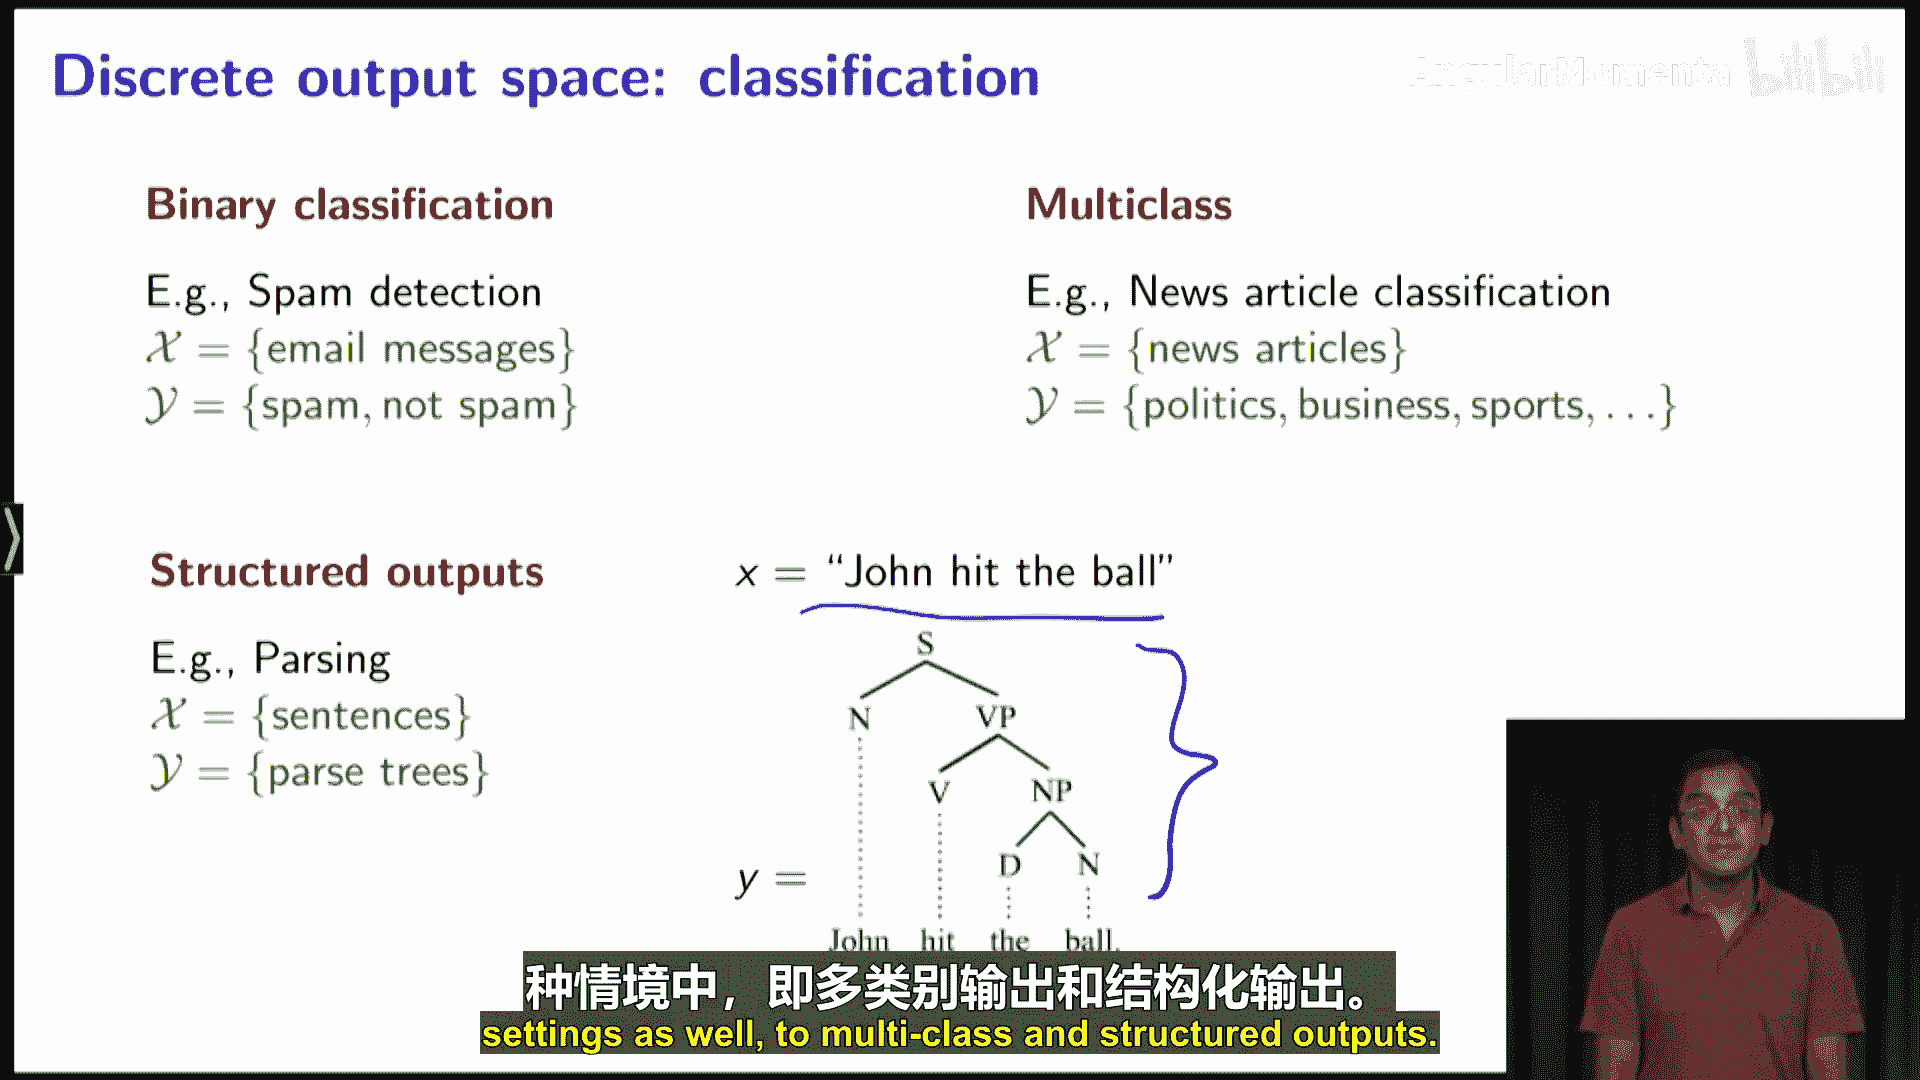 Discrete output space: classification
AngularMomenta bilibili
Binary classification
E.g., Spam detection
𝒳 = {email messages}
𝒴 = {spam, not spam}
Multiclass
E.g., News article classification
𝒳 = {news articles}
𝒴 = {politics, business, sports, . . .}
Structured outputs
E.g., Parsing
𝒳 = {sentences}
𝒴 = {parse trees}
x = “John hit the ball”
S
N VP
V NP
D N
y =
John hit the ball.
种情境中，即多类别输出和结构化输出。
settings as well, to multi-class and structured outputs.